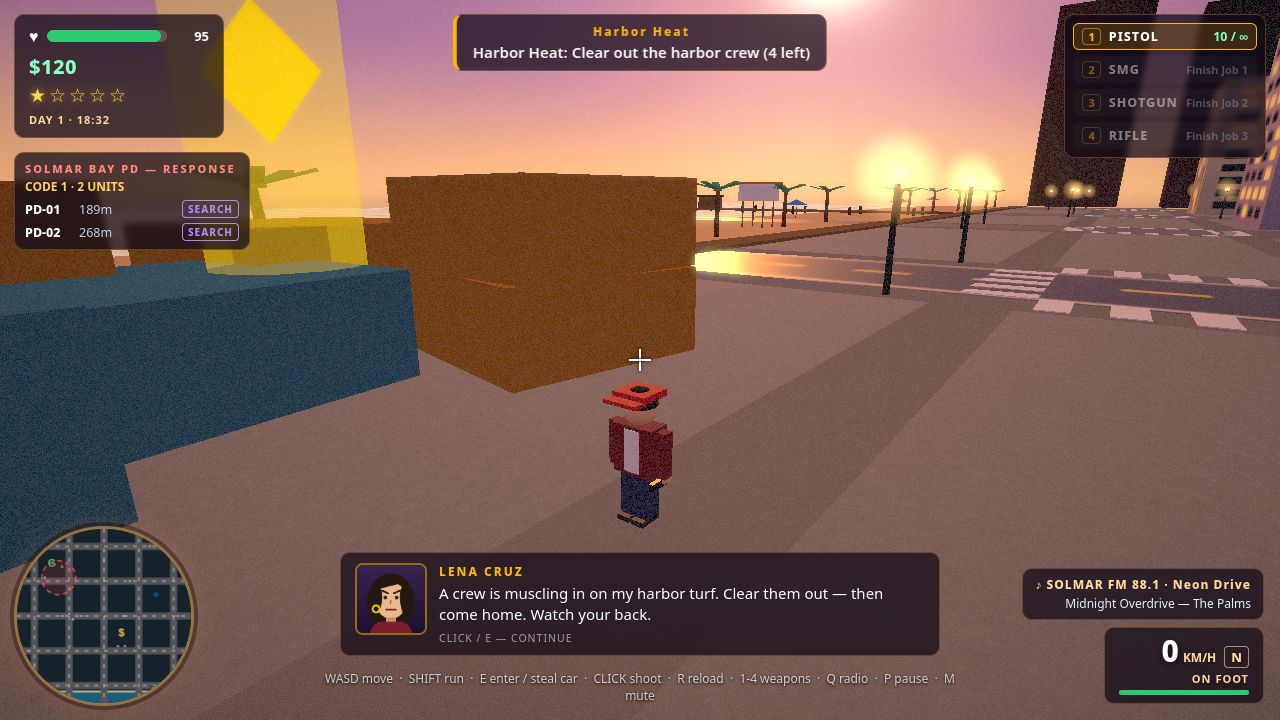 ♥ 95
$120
★☆☆☆☆
DAY 1 · 18:32
SOLMAR BAY PD — RESPONSE
CODE 1 · 2 UNITS
PD-01 189m SEARCH
PD-02 268m SEARCH
Harbor Heat
Harbor Heat: Clear out the harbor crew (4 left)
1 PISTOL 10 / ∞
2 SMG Finish Job 1
3 SHOTGUN Finish Job 2
4 RIFLE Finish Job 3
G
$
LENA CRUZ
A crew is muscling in on my harbor turf. Clear them out — then
come home. Watch your back.
CLICK / E — CONTINUE
WASD move · SHIFT run · E enter / steal car · CLICK shoot · R reload · 1-4 weapons · Q radio · P pause · M
mute
♪ SOLMAR FM 88.1 · Neon Drive
Midnight Overdrive — The Palms
0 KM/H N
ON FOOT